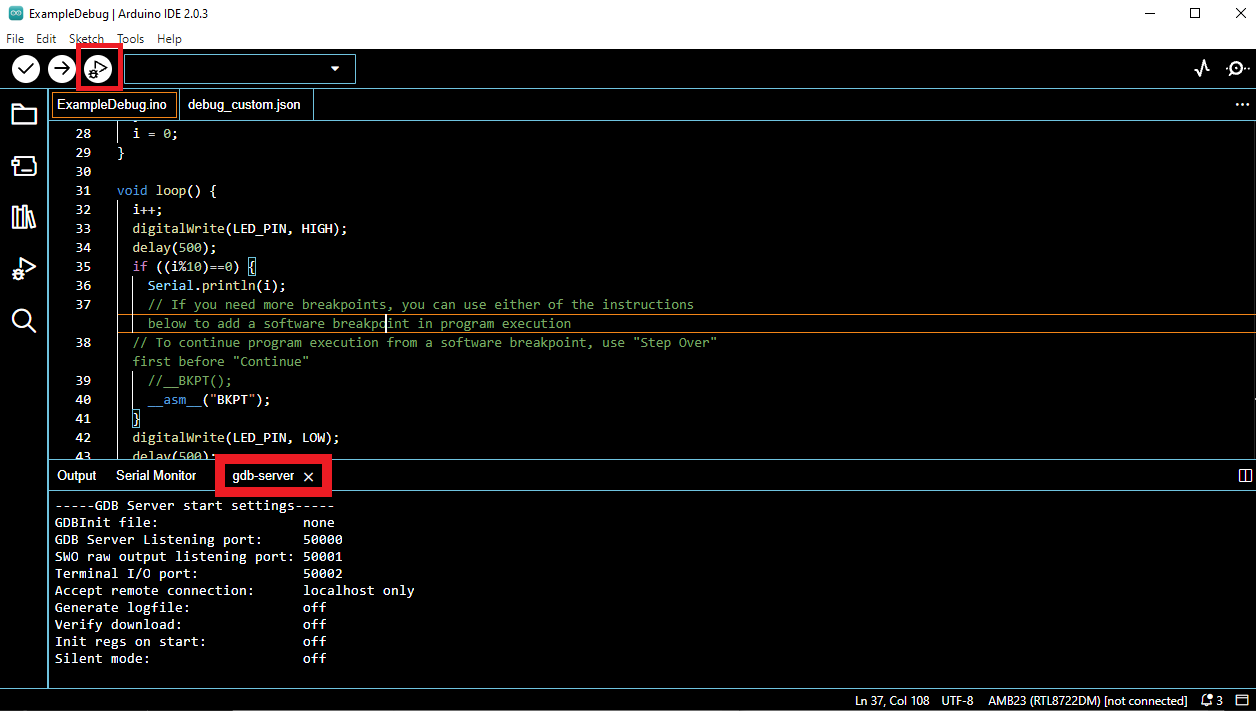 ExampleDebug | Arduino IDE 2.0.3
File Edit Sketch Tools Help
ExampleDebug.ino debug_custom.json
28 i = 0;
29 }
30
31 void loop() {
32 i++;
33 digitalWrite(LED_PIN, HIGH);
34 delay(500);
35 if ((i%10)==0) {
36 Serial.println(i);
37 // If you need more breakpoints, you can use either of the instructions
below to add a software breakpoint in program execution
38 // To continue program execution from a software breakpoint, use "Step Over"
first before "Continue"
39 //__BKPT();
40 __asm__("BKPT");
41 }
42 digitalWrite(LED_PIN, LOW);
43 delay(500);
Output Serial Monitor gdb-server
-----GDB Server start settings-----
GDBInit file: none
GDB Server Listening port: 50000
SWO raw output listening port: 50001
Terminal I/O port: 50002
Accept remote connection: localhost only
Generate logfile: off
Verify download: off
Init regs on start: off
Silent mode: off
Ln 37, Col 108 UTF-8 AMB23 (RTL8722DM) [not connected] 3